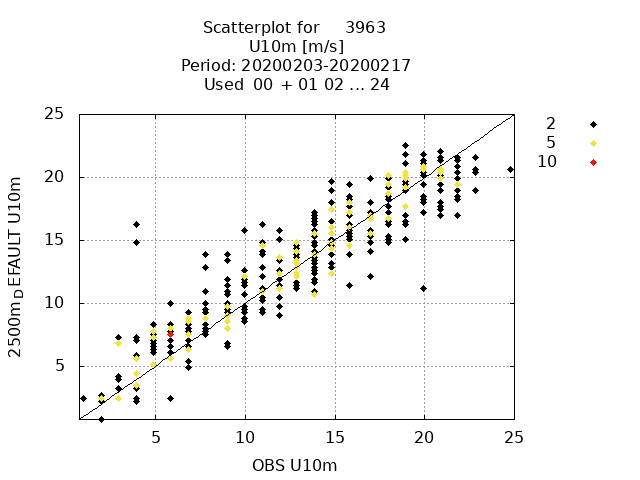 Scatterplot for 3963
U10m [m/s]
Period: 20200203-20200217
Used 00 + 01 02 ... 24
25
20
15
10
5
2500m_DEFAULT U10m
5 10 15 20 25
OBS U10m
2
5
10